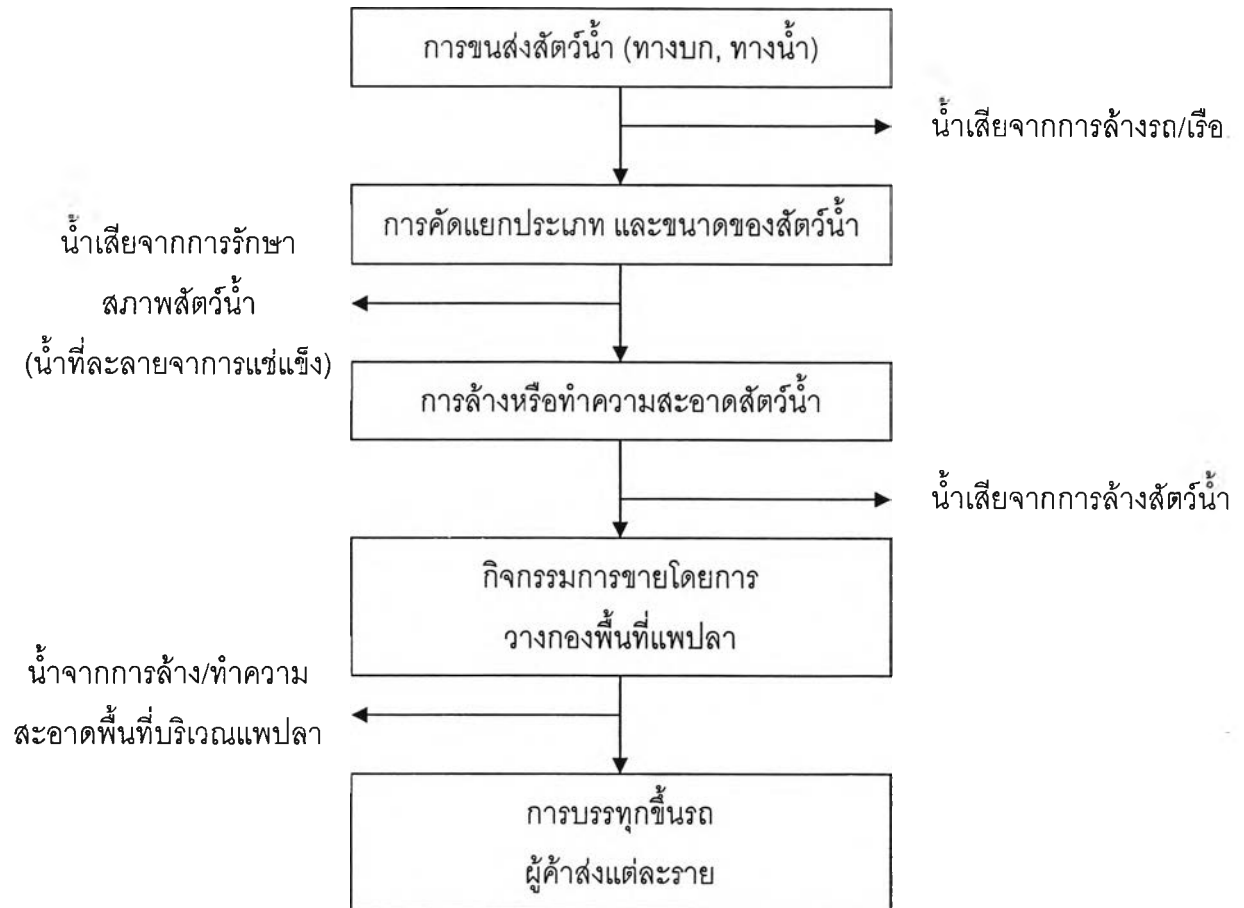 การขนส่งสัตว์น้ำ (ทางบก, ทางน้ำ)
น้ำเสียจากการล้างรถ/เรือ
การคัดแยกประเภท และขนาดของสัตว์น้ำ
น้ำเสียจากการรักษา
สภาพสัตว์น้ำ
(น้ำที่ละลายจาการแช่แข็ง)
การล้างหรือทำความสะอาดสัตว์น้ำ
น้ำเสียจากการล้างสัตว์น้ำ
กิจกรรมการขายโดยการ
วางกองพื้นที่แพปลา
น้ำจากการล้าง/ทำความ
สะอาดพื้นที่บริเวณแพปลา
การบรรทุกขึ้นรถ
ผู้ค้าส่งแต่ละราย